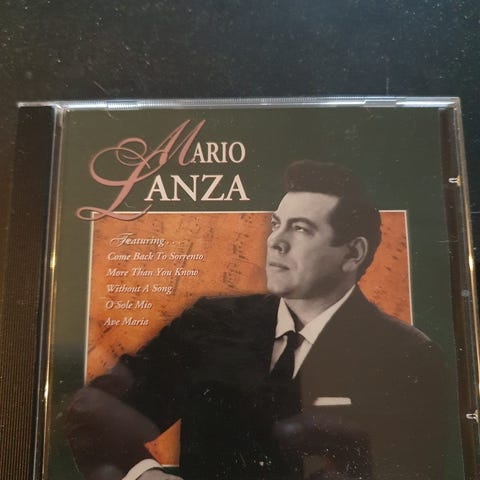 MARIO
LANZA
Featuring....
Come Back To Sorrento
More Than You Know
Without A Song
O Sole Mio
Ave Maria